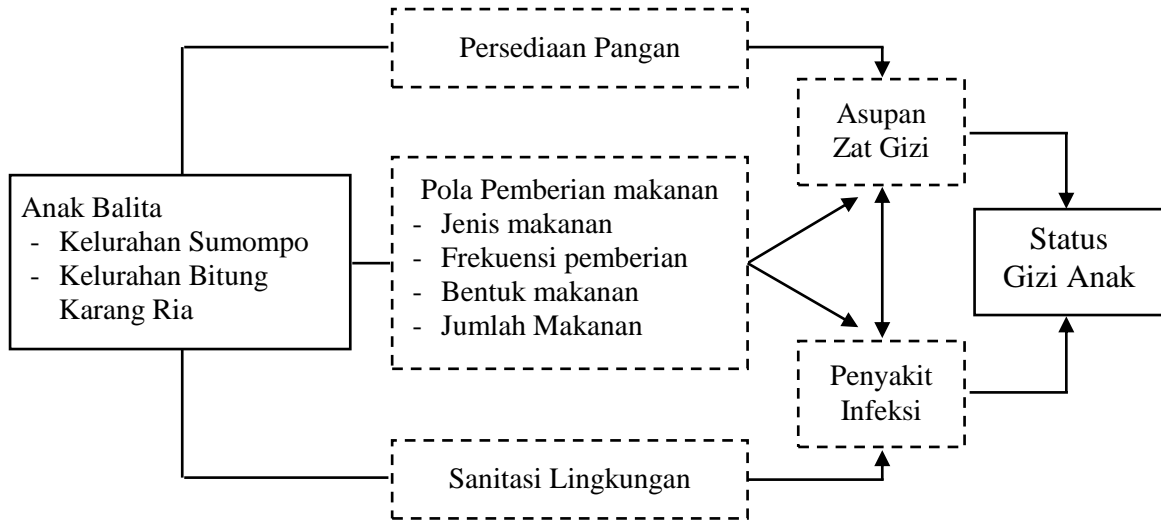 Persediaan Pangan
Asupan
Zat Gizi
Anak Balita
- Kelurahan Sumompo
- Kelurahan Bitung
Karang Ria
Pola Pemberian makanan
- Jenis makanan
- Frekuensi pemberian
- Bentuk makanan
- Jumlah Makanan
Status
Gizi Anak
Penyakit
Infeksi
Sanitasi Lingkungan